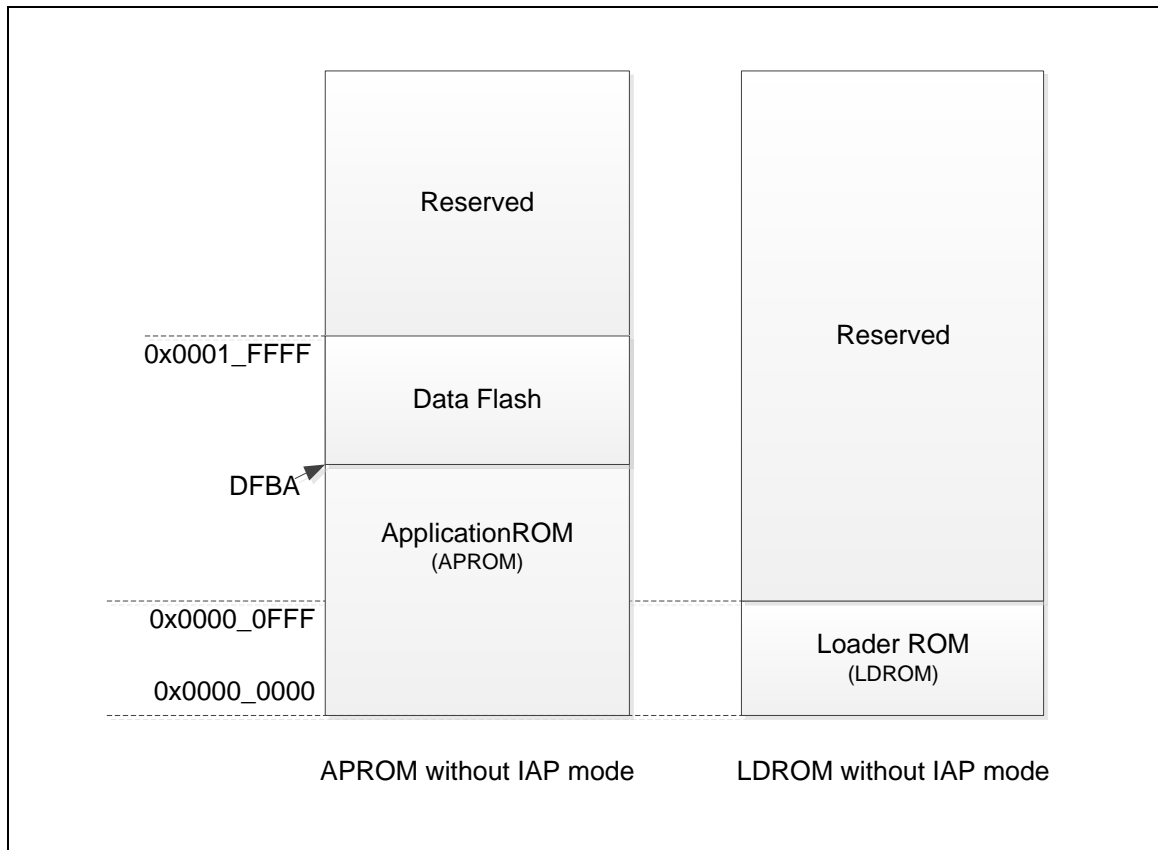 Reserved
0x0001_FFFF
Data Flash
DFBA
ApplicationROM
(APROM)
0x0000_0FFF
0x0000_0000
APROM without IAP mode
Reserved
Loader ROM
(LDROM)
LDROM without IAP mode